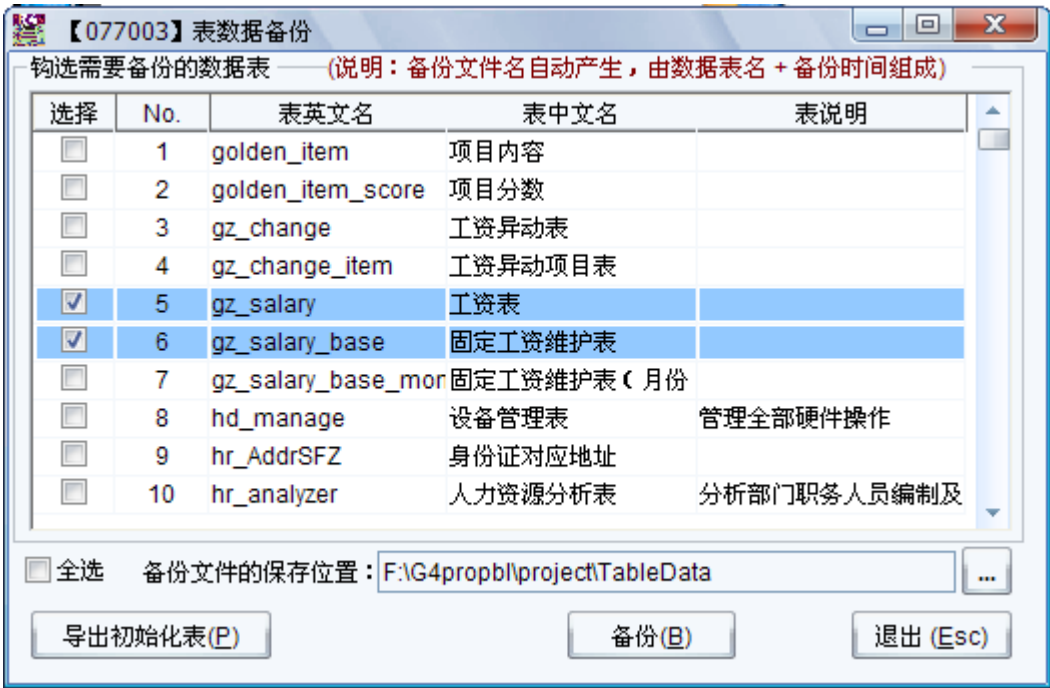 【077003】表数据备份
钩选需要备份的数据表 (说明：备份文件名自动产生，由数据表名 + 备份时间组成)
选择 No. 表英文名 表中文名 表说明
1 golden_item 项目内容
2 golden_item_score 项目分数
3 gz_change 工资异动表
4 gz_change_item 工资异动项目表
5 gz_salary 工资表
6 gz_salary_base 固定工资维护表
7 gz_salary_base_mon 固定工资维护表（月份
8 hd_manage 设备管理表 管理全部硬件操作
9 hr_AddrSFZ 身份证对应地址
10 hr_analyzer 人力资源分析表 分析部门职务人员编制及
全选 备份文件的保存位置：F:\G4propbl\project\TableData ...
导出初始化表(P) 备份(B) 退出 (Esc)